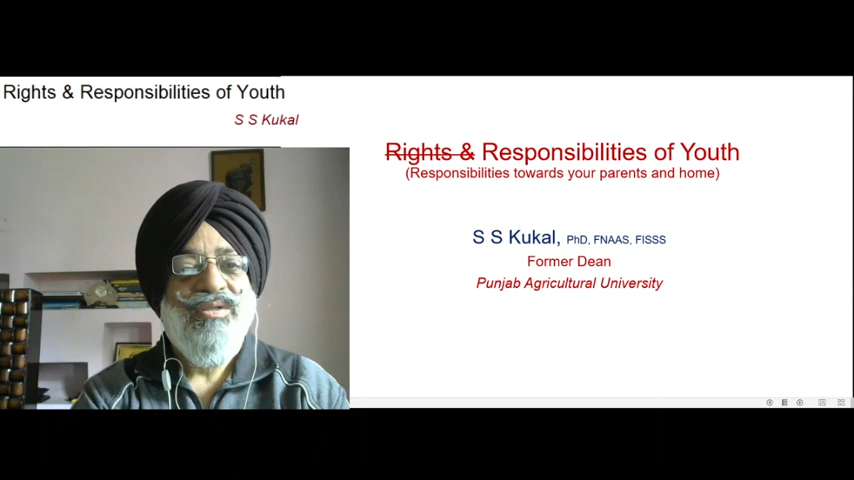 Rights & Responsibilities of Youth
S S Kukal
Rights & Responsibilities of Youth
(Responsibilities towards your parents and home)
S S Kukal, PhD, FNAAS, FISSS
Former Dean
Punjab Agricultural University